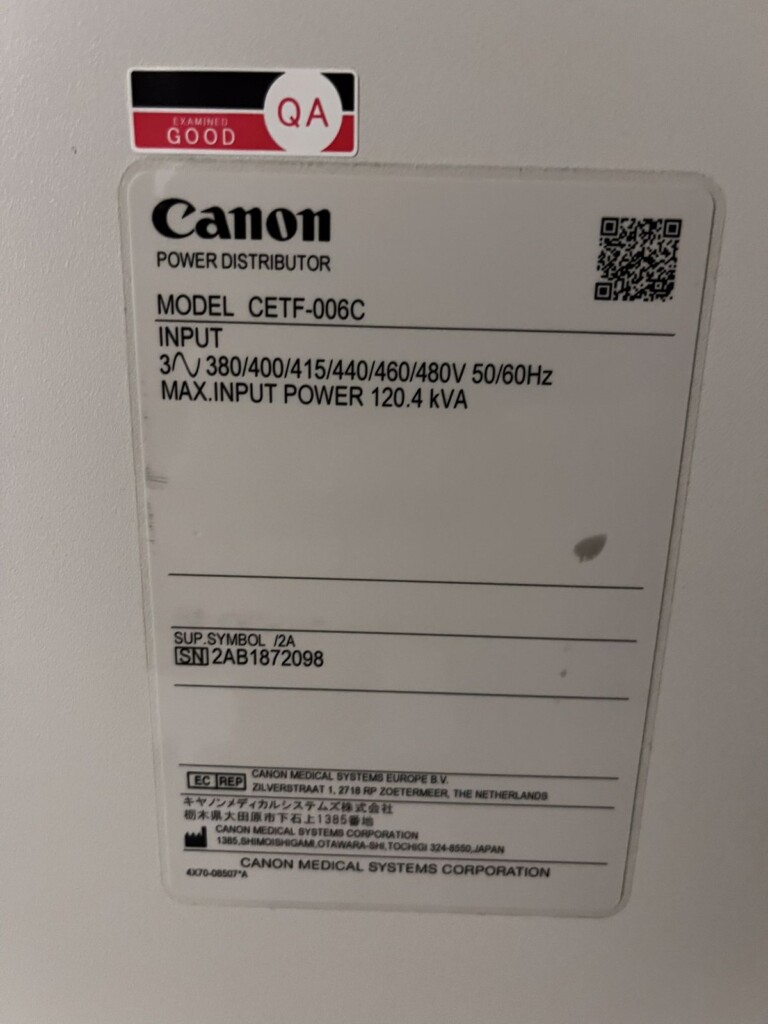 EXAMINED
GOOD
QA
Canon
POWER DISTRIBUTOR
MODEL CETF-006C
INPUT
3∿ 380/400/415/440/460/480V 50/60Hz
MAX.INPUT POWER 120.4 kVA
SUP.SYMBOL /2A
SN 2AB1872098
EC REP
CANON MEDICAL SYSTEMS EUROPE B.V.
ZILVERSTRAAT 1, 2718 RP ZOETERMEER, THE NETHERLANDS
キヤノンメディカルシステムズ株式会社
栃木県大田原市下石上1385番地
CANON MEDICAL SYSTEMS CORPORATION
1385,SHIMOISHIGAMI,OTAWARA-SHI,TOCHIGI 324-8550,JAPAN
CANON MEDICAL SYSTEMS CORPORATION
4X70-08507*A